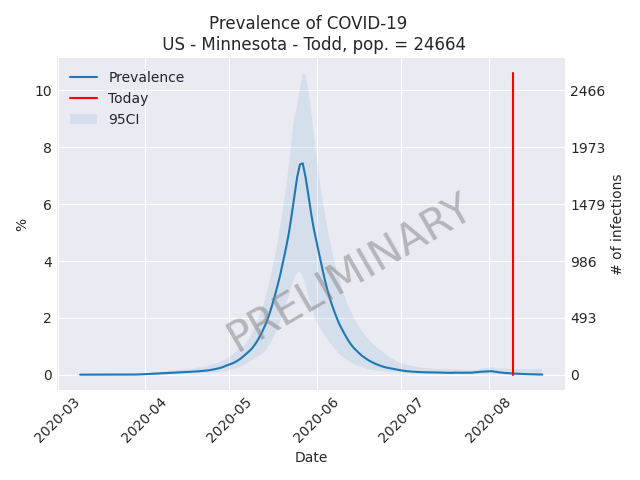 Prevalence of COVID-19
US - Minnesota - Todd, pop. = 24664
Prevalence
Today
95CI
PRELIMINARY
%
10
8
6
4
2
0
2466
1973
1479
986
493
0
# of infections
2020-03
2020-04
2020-05
2020-06
2020-07
2020-08
Date